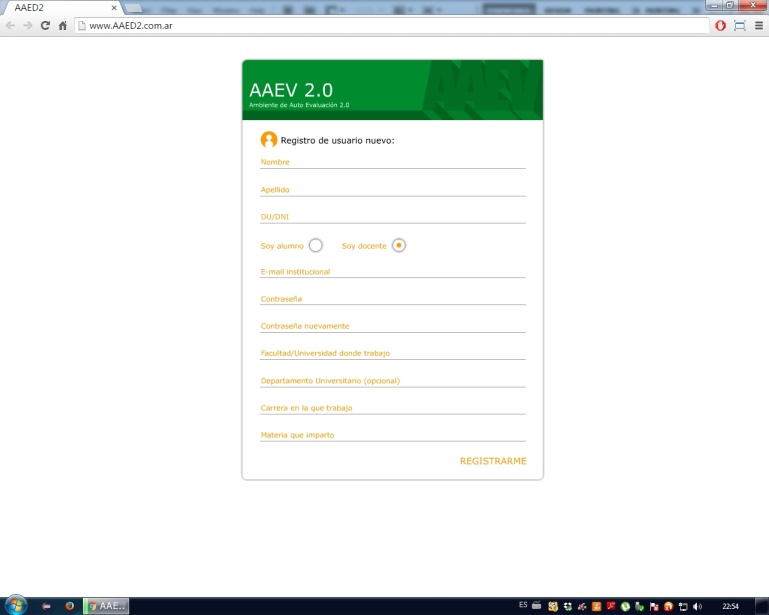 AAED2
www.AAED2.com.ar
AAEV 2.0
Ambiente de Auto Evaluación 2.0
AAEV
Registro de usuario nuevo:
Nombre
Apellido
DU/DNI
Soy alumno Soy docente
E-mail institucional
Contraseña
Contraseña nuevamente
Facultad/Universidad donde trabajo
Departamento Universitario (opcional)
Carrera en la que trabajo
Materia que imparto
REGISTRARME
AAE...
ES
22:54